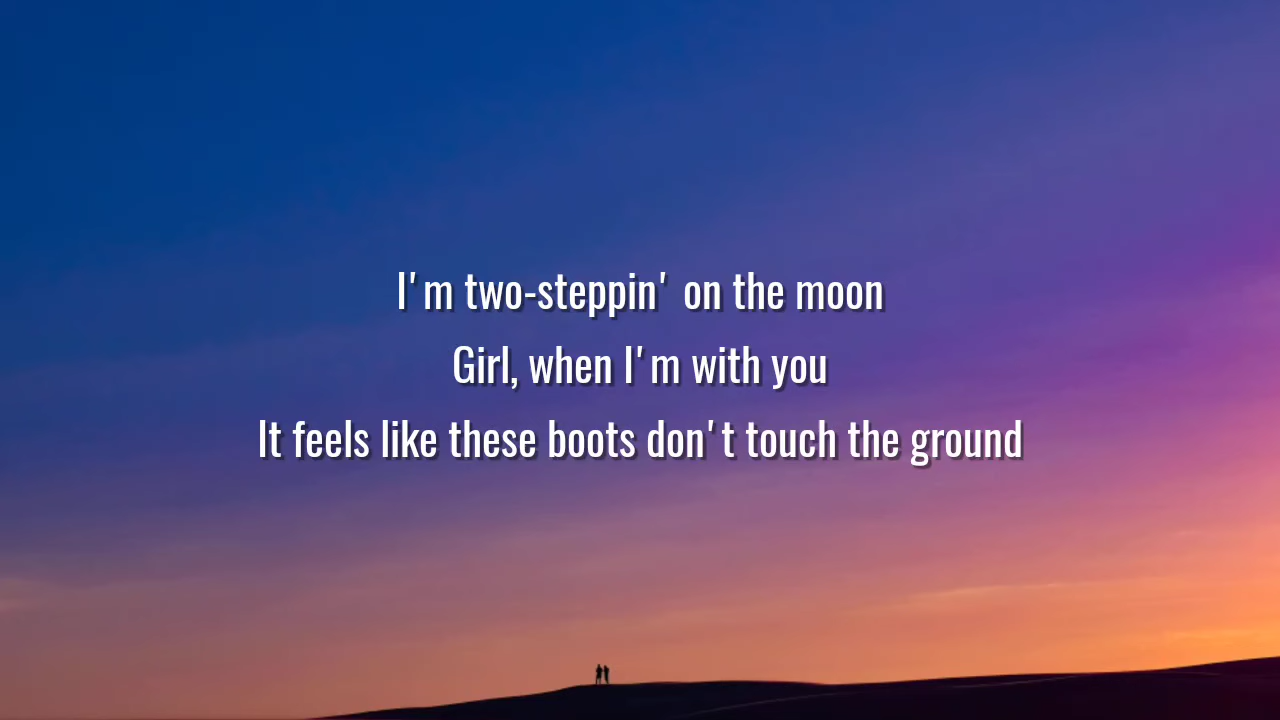 I'm two-steppin' on the moon
Girl, when I'm with you
It feels like these boots don't touch the ground